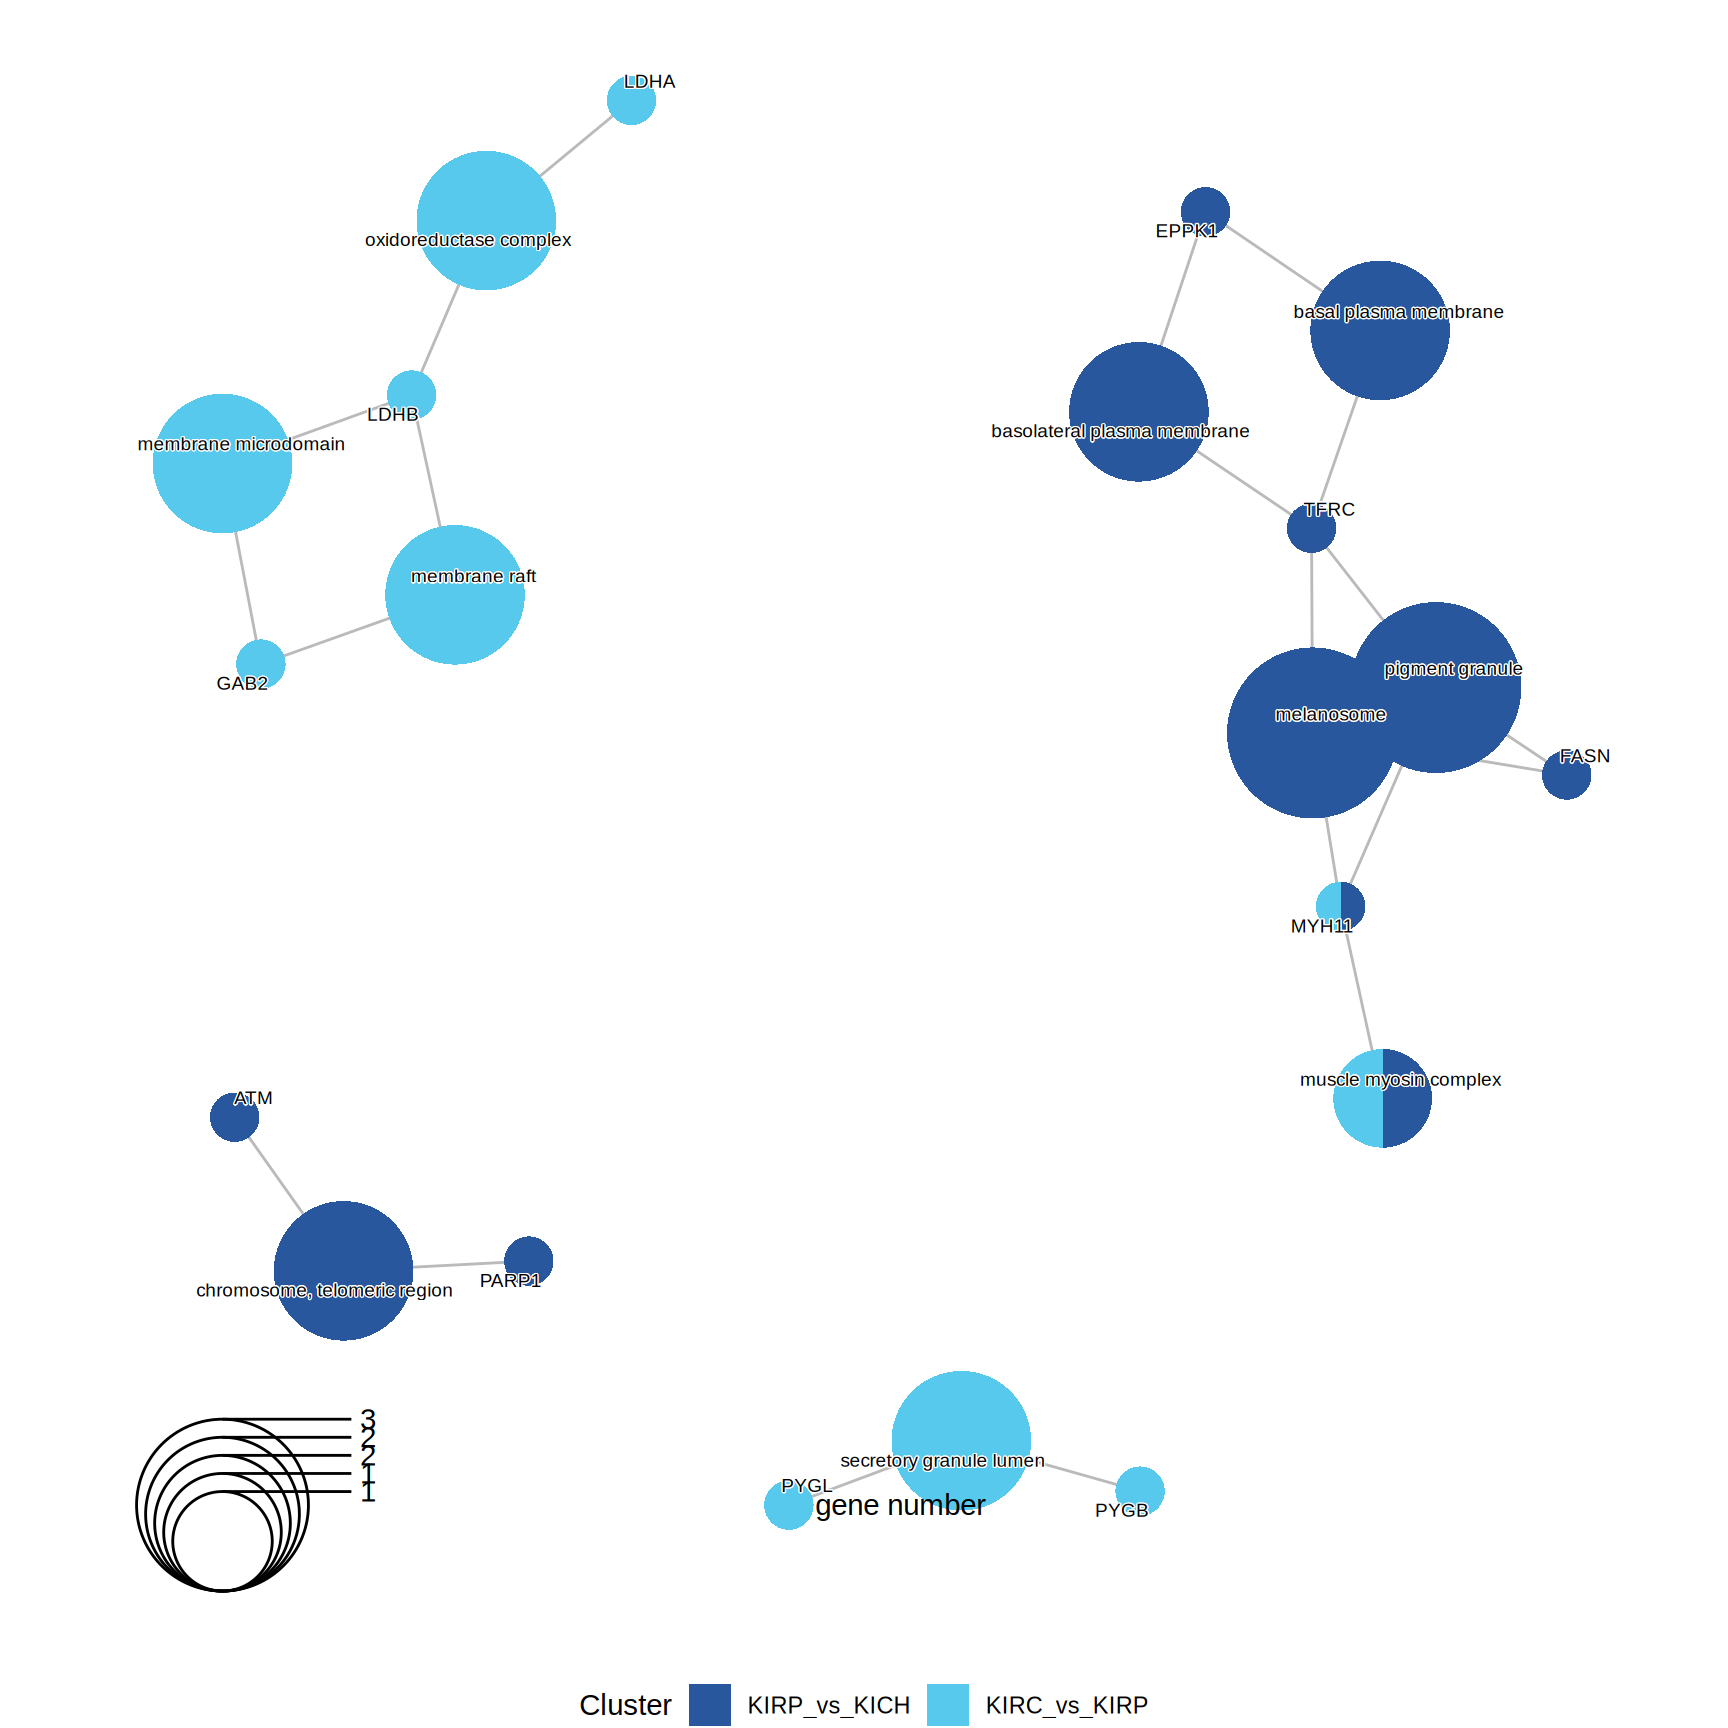 LDHA
oxidoreductase complex
EPPK1
basal plasma membrane
LDHB
membrane microdomain
basolateral plasma membrane
TFRC
membrane raft
GAB2
pigment granule
melanosome
FASN
MYH11
muscle myosin complex
ATM
PARP1
chromosome, telomeric region
3
2
2
1
1
secretory granule lumen
PYGL
gene number
PYGB
Cluster KIRP_vs_KICH KIRC_vs_KIRP